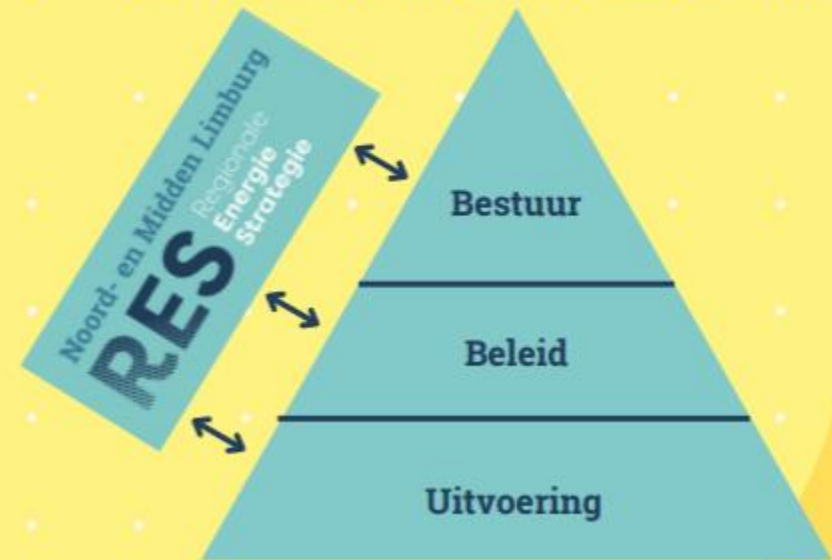 Noord- en Midden Limburg
RES
Regionale
Energie
Strategie
Bestuur
Beleid
Uitvoering